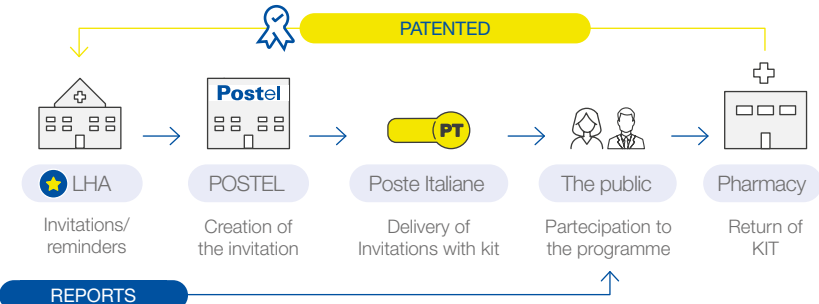 PATENTED
Postel
PT
LHA
POSTEL
Poste Italiane
The public
Pharmacy
Invitations/
reminders
Creation of
the invitation
Delivery of
Invitations with kit
Partecipation to
the programme
Return of
KIT
REPORTS